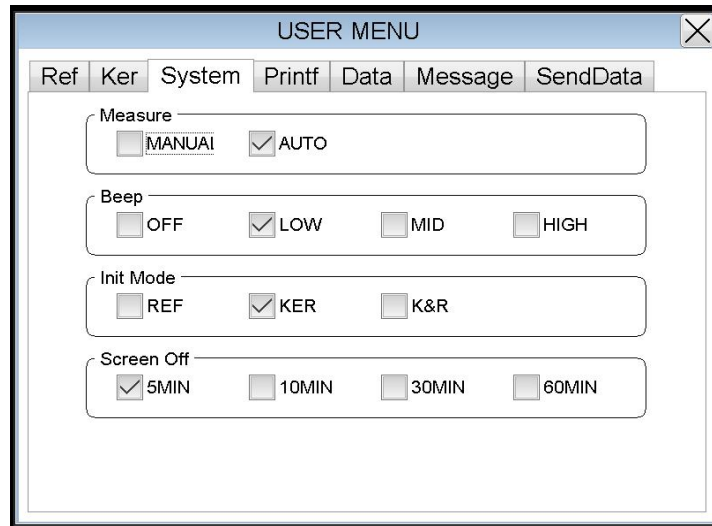 USER MENU
Ref Ker System Printf Data Message SendData
Measure
MANUAL AUTO
Beep
OFF LOW MID HIGH
Init Mode
REF KER K&R
Screen Off
5MIN 10MIN 30MIN 60MIN